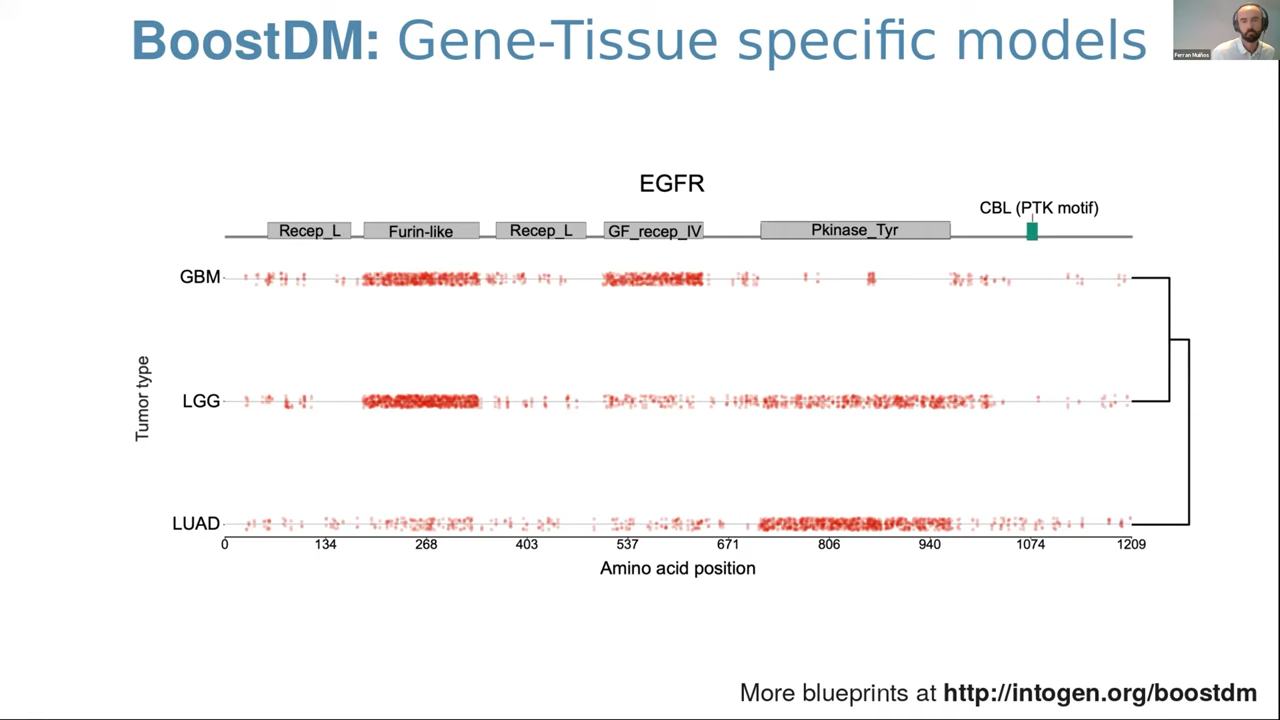 BoostDM: Gene-Tissue specific models
Ferran Muiños
EGFR
CBL (PTK motif)
Recep_L Furin-like Recep_L GF_recep_IV Pkinase_Tyr
GBM
LGG
LUAD
Tumor type
0 134 268 403 537 671 806 940 1074 1209
Amino acid position
More blueprints at http://intogen.org/boostdm